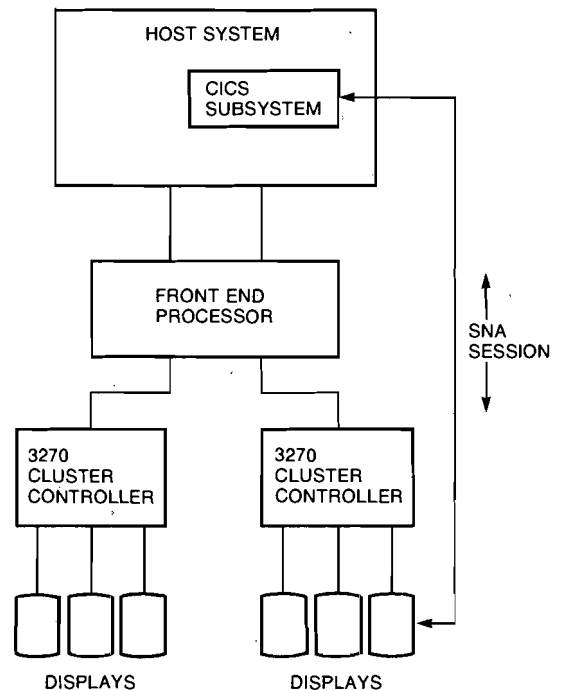 HOST SYSTEM
CICS
SUBSYSTEM
FRONT END
PROCESSOR
SNA
SESSION
3270
CLUSTER
CONTROLLER
3270
CLUSTER
CONTROLLER
DISPLAYS
DISPLAYS